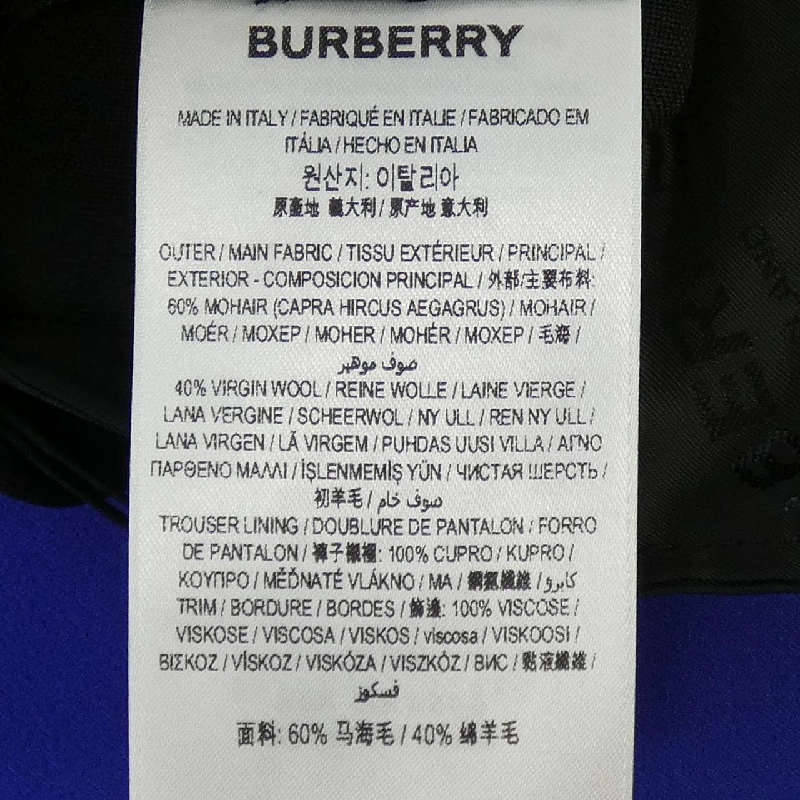 BURBERRY
MADE IN ITALY / FABRIQUÉ EN ITALIE / FABRICADO EM
ITÁLIA / HECHO EN ITALIA
원산지: 이탈리아
原產地 義大利 / 原产地 意大利
OUTER / MAIN FABRIC / TISSU EXTÉRIEUR / PRINCIPAL /
EXTERIOR - COMPOSICION PRINCIPAL / 外部/主要布料:
60% MOHAIR (CAPRA HIRCUS AEGAGRUS) / MOHAIR /
MOÉR / МОХЕР / MOHER / MOHÉR / МОХЕР / 毛海 /
صوف موهير
40% VIRGIN WOOL / REINE WOLLE / LAINE VIERGE /
LANA VERGINE / SCHEERWOL / NY ULL / REN NY ULL /
LANA VIRGEN / LÃ VIRGEM / PUHDAS UUSI VILLA / ΑΓΝΟ
ΠΑΡΘΕΝΟ ΜΑΛΛΙ / İŞLENMEMİŞ YÜN / ЧИСТАЯ ШЕРСТЬ /
初羊毛 / صوف خام /
TROUSER LINING / DOUBLURE DE PANTALON / FORRO
DE PANTALON / 褲子襯裡: 100% CUPRO / KUPRO /
ΚΟΥΠΡΟ / MĚĎNATÉ VLÁKNO / MA / 銅氨纖維 / كابرو
TRIM / BORDURE / BORDES / 飾邊: 100% VISCOSE /
VISKOSE / VISCOSA / VISKOS / viscosa / VISKOOSI /
ΒΙΣΚΟΖ / VÍSKOZ / VISKÓZA / VISZKÓZ / ВИС / 黏液纖維 /
فسكوز
面料: 60% 马海毛 / 40% 绵羊毛